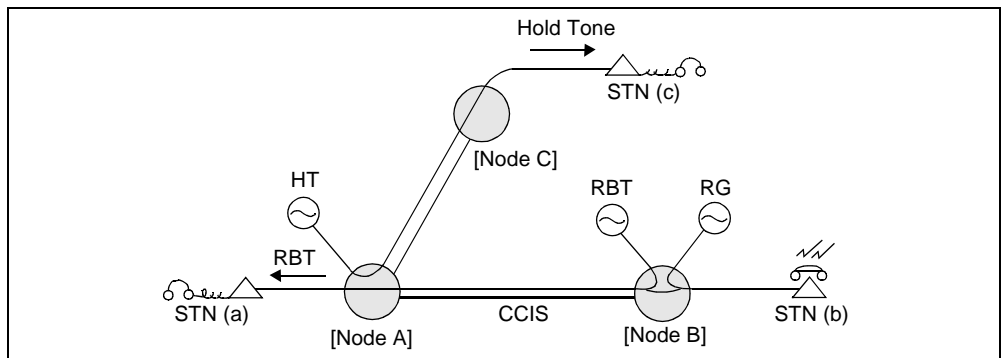 Hold Tone
STN (c)
[Node C]
HT
RBT
RG
RBT
STN (a)
CCIS
STN (b)
[Node A]
[Node B]